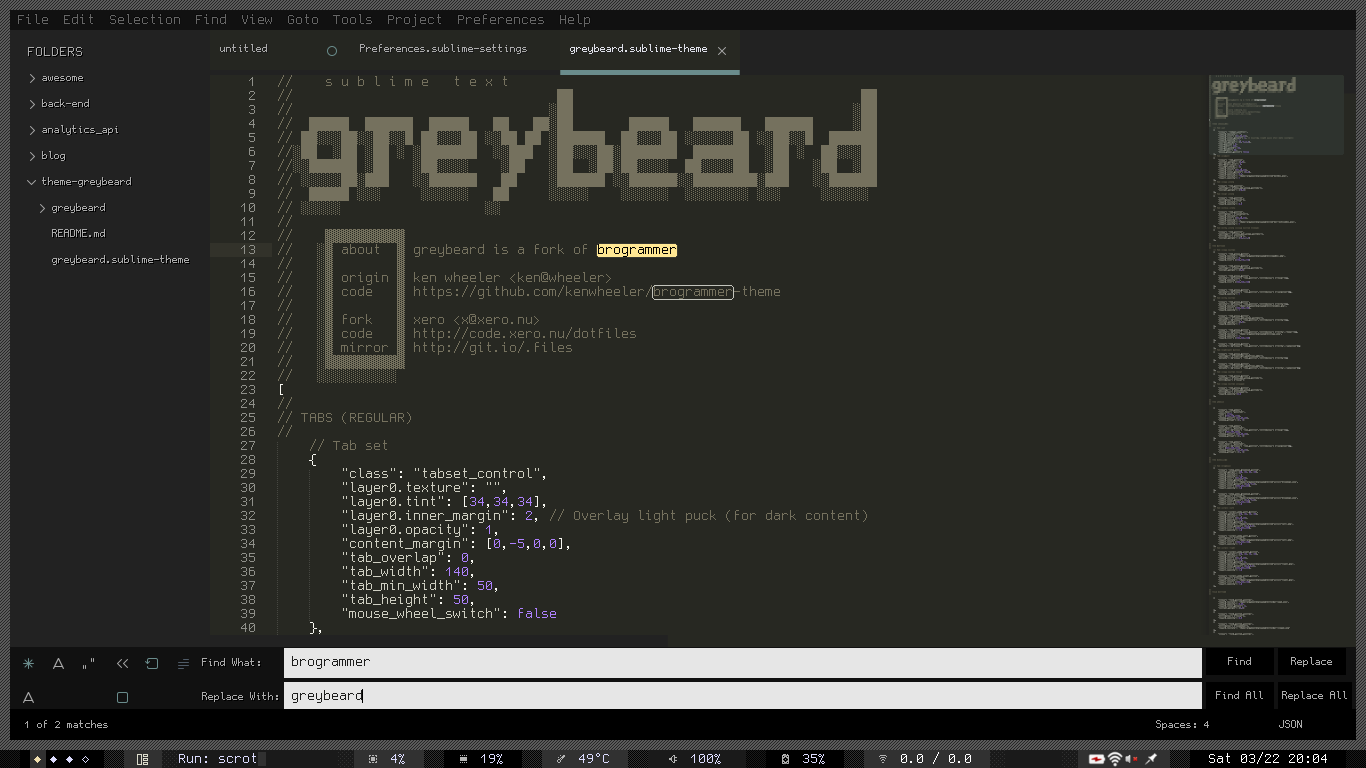 File Edit Selection Find View Goto Tools Project Preferences Help
FOLDERS
awesome
back-end
analytics_api
blog
theme-greybeard
greybeard
README.md
greybeard.sublime-theme
untitled
Preferences.sublime-settings
greybeard.sublime-theme
1 // sublime text
2 //
3 //
4 //
5 //
6 //
greybeard
7 //
8 //
9 //
10 //
11 //
12 //
13 // about greybeard is a fork of brogrammer
14 //
15 // origin ken wheeler <ken@wheeler>
16 // code https://github.com/kenwheeler/brogrammer-theme
17 //
18 // fork xero <x@xero.nu>
19 // code http://code.xero.nu/dotfiles
20 // mirror http://git.io/.files
21 //
22 //
23 [
24 //
25 // TABS (REGULAR)
26 //
27 // Tab set
28 {
29 "class": "tabset_control",
30 "layer0.texture": "",
31 "layer0.tint": [34,34,34],
32 "layer0.inner_margin": 2, // Overlay light puck (for dark content)
33 "layer0.opacity": 1,
34 "content_margin": [0,-5,0,0],
35 "tab_overlap": 0,
36 "tab_width": 140,
37 "tab_min_width": 50,
38 "tab_height": 50,
39 "mouse_wheel_switch": false
40 },
Find What: brogrammer Find Replace
Replace With: greybeard Find All Replace All
1 of 2 matches Spaces: 4 JSON
Run: scrot 4% 19% 49°C 100% 35% 0.0 / 0.0 Sat 03/22 20:04